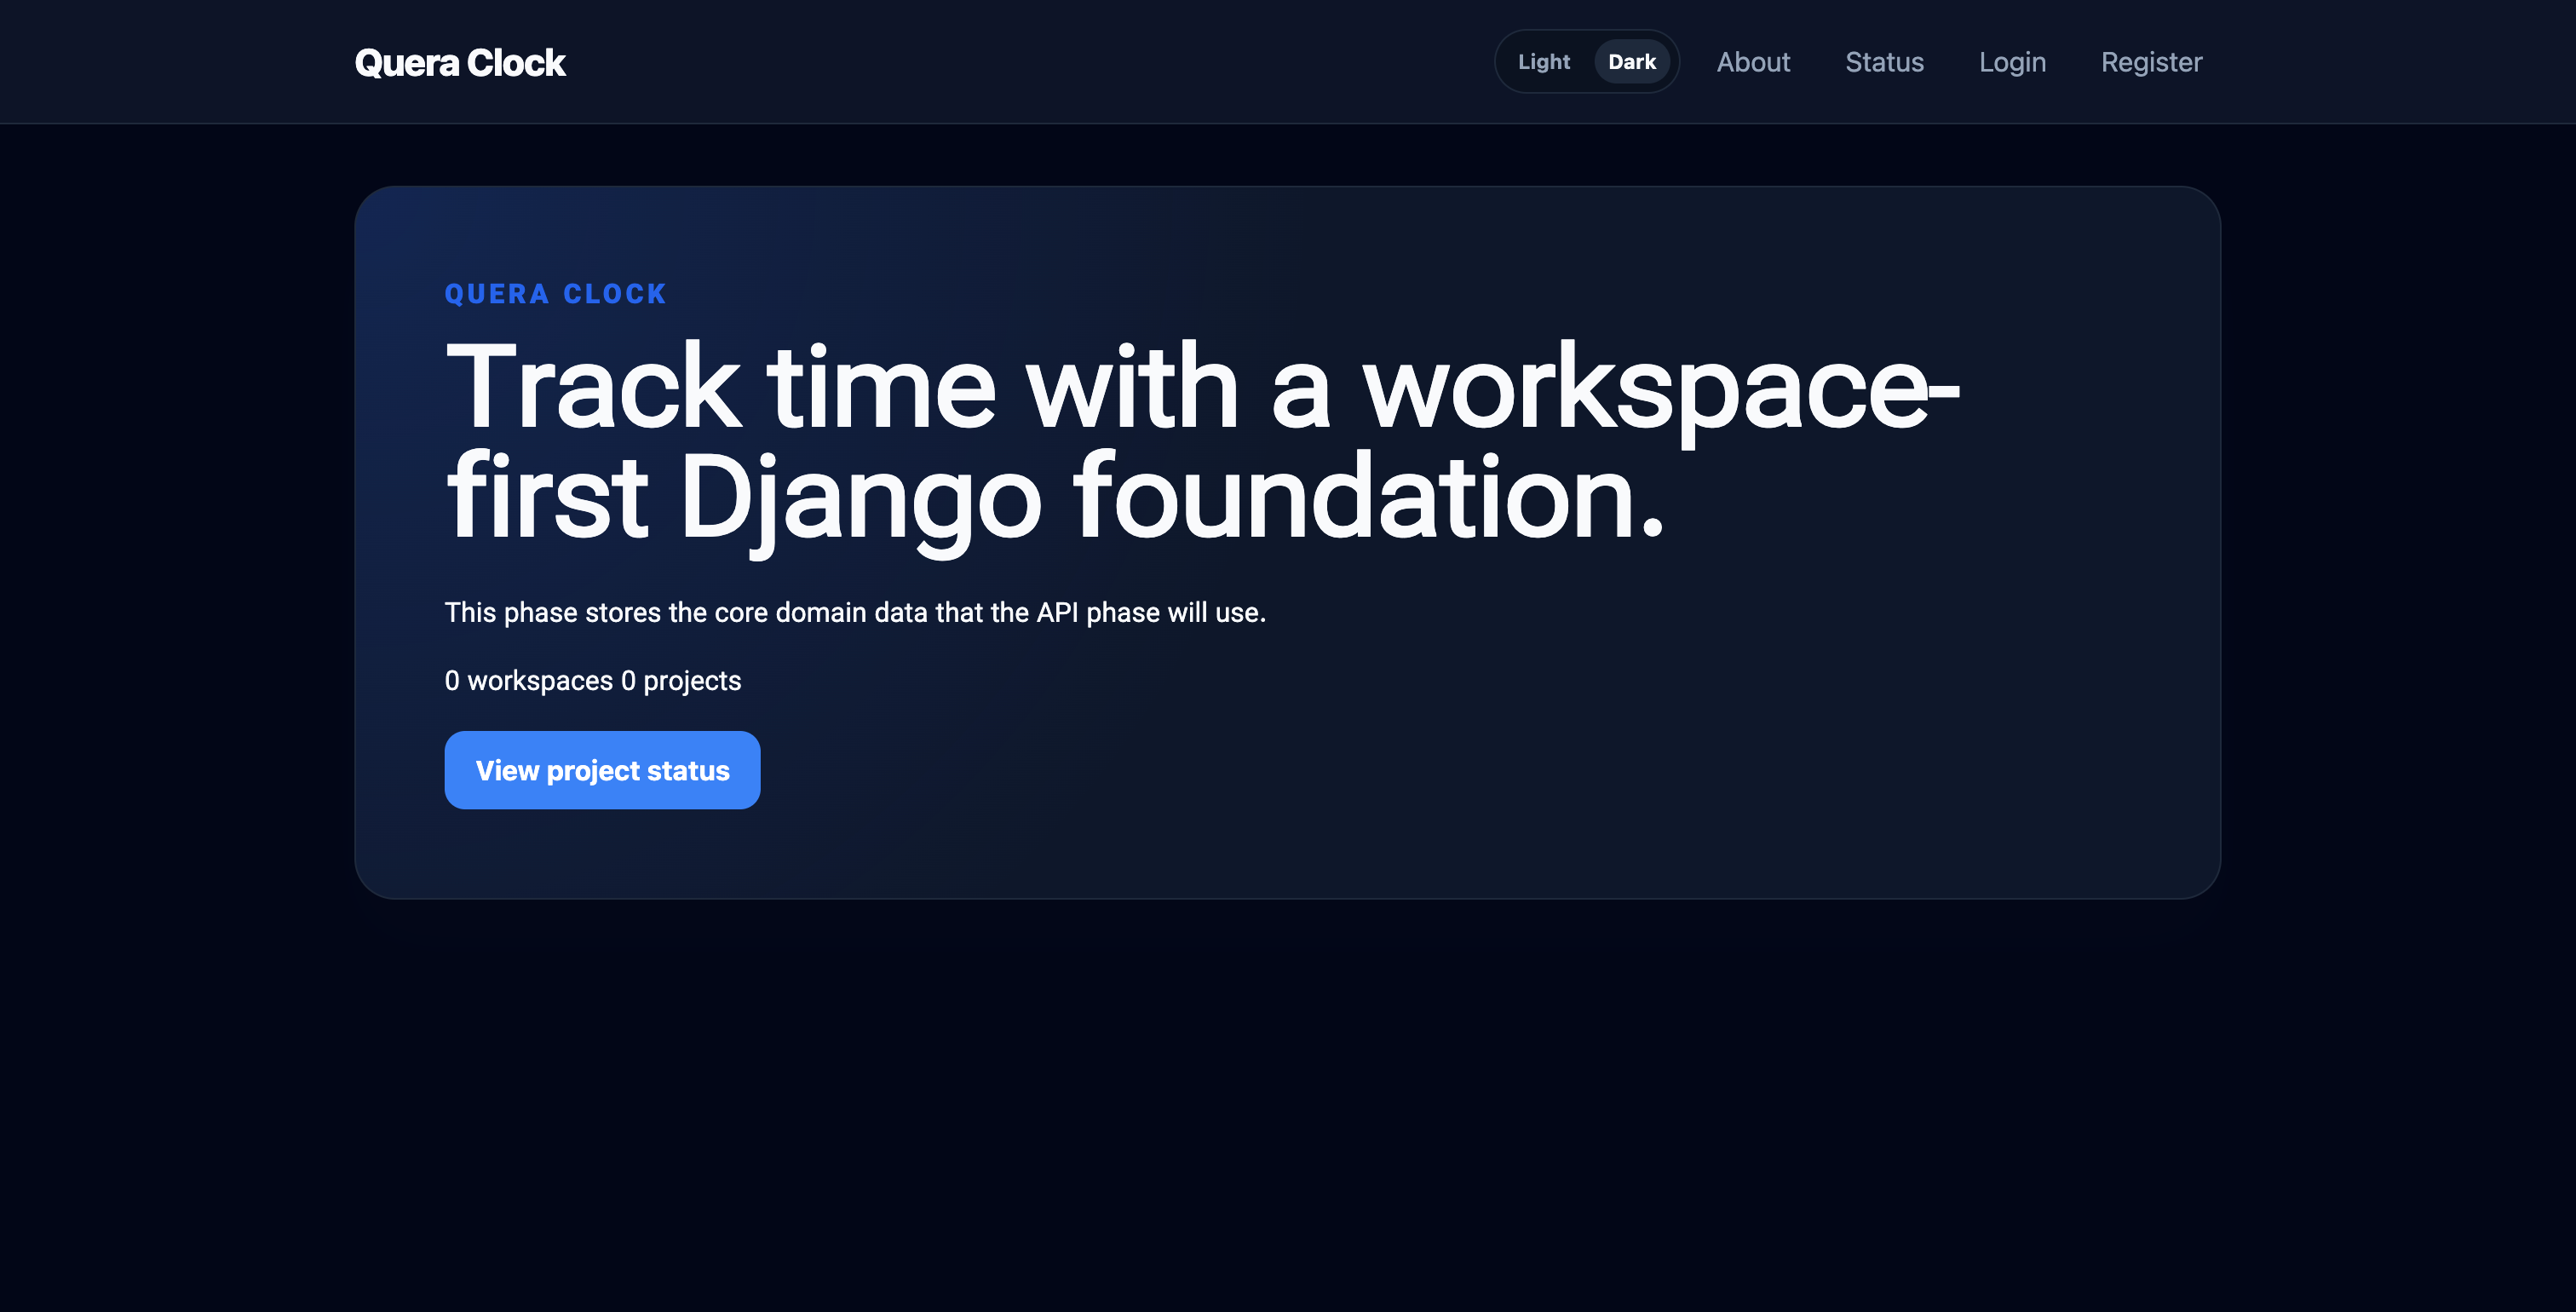 Quera Clock
Light Dark About Status Login Register
QUERA CLOCK
Track time with a workspace-
first Django foundation.
This phase stores the core domain data that the API phase will use.
0 workspaces 0 projects
View project status